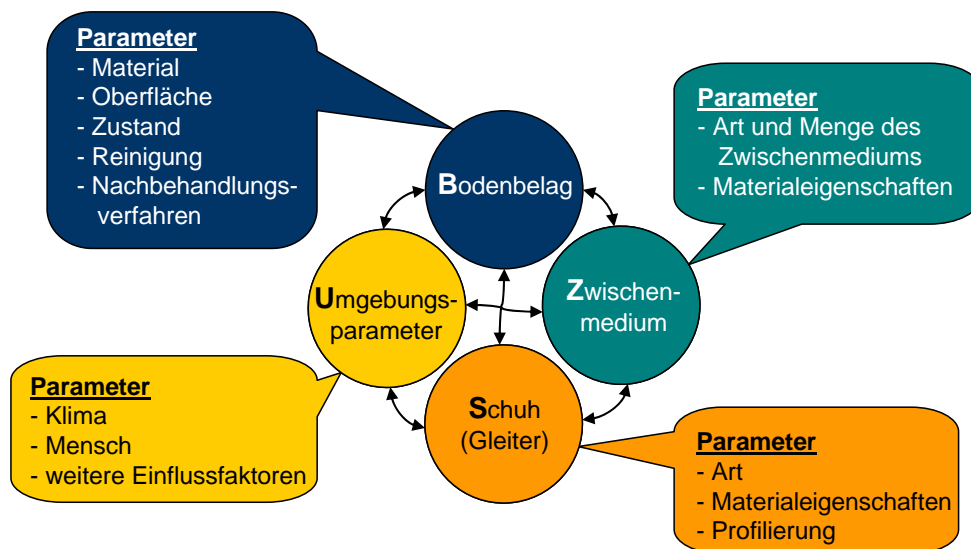 Parameter
- Material
- Oberfläche
- Zustand
- Reinigung
- Nachbehandlungs-
verfahren
Parameter
- Art und Menge des
Zwischenmediums
- Materialeigenschaften
Bodenbelag
Umgebungs-
parameter
Zwischen-
medium
Schuh
(Gleiter)
Parameter
- Klima
- Mensch
- weitere Einflussfaktoren
Parameter
- Art
- Materialeigenschaften
- Profilierung